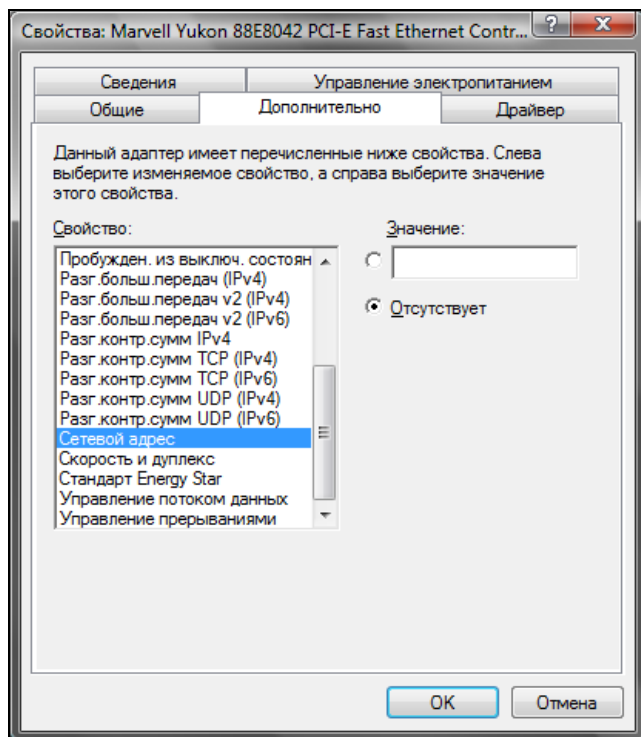 Свойства: Marvell Yukon 88E8042 PCI-E Fast Ethernet Contr...
Сведения
Управление электропитанием
Общие
Дополнительно
Драйвер
Данный адаптер имеет перечисленные ниже свойства. Слева
выберите изменяемое свойство, а справа выберите значение
этого свойства.
Свойство:
Значение:
Пробужден. из выключ. состоян
Разг.больш.передач (IPv4)
Разг.больш.передач v2 (IPv4)
Разг.больш.передач v2 (IPv6)
Разг.контр.сумм IPv4
Разг.контр.сумм TCP (IPv4)
Разг.контр.сумм TCP (IPv6)
Разг.контр.сумм UDP (IPv4)
Разг.контр.сумм UDP (IPv6)
Сетевой адрес
Скорость и дуплекс
Стандарт Energy Star
Управление потоком данных
Управление прерываниями
Отсутствует
OK
Отмена